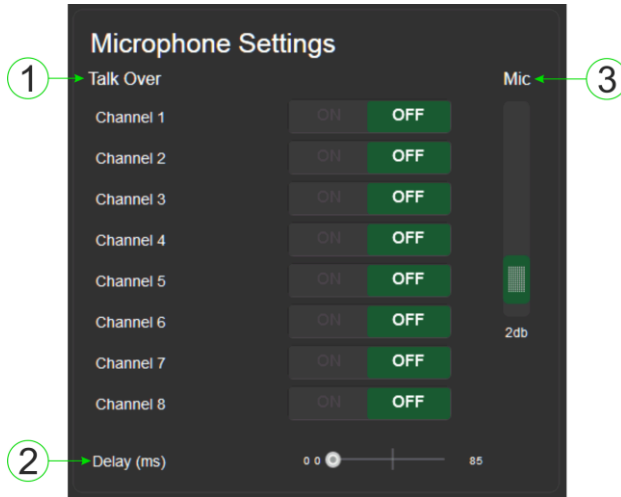 Microphone Settings
1 Talk Over Mic 3
Channel 1 ON OFF
Channel 2 ON OFF
Channel 3 ON OFF
Channel 4 ON OFF
Channel 5 ON OFF
Channel 6 ON OFF
2db
Channel 7 ON OFF
Channel 8 ON OFF
2 Delay (ms) 0 0 85